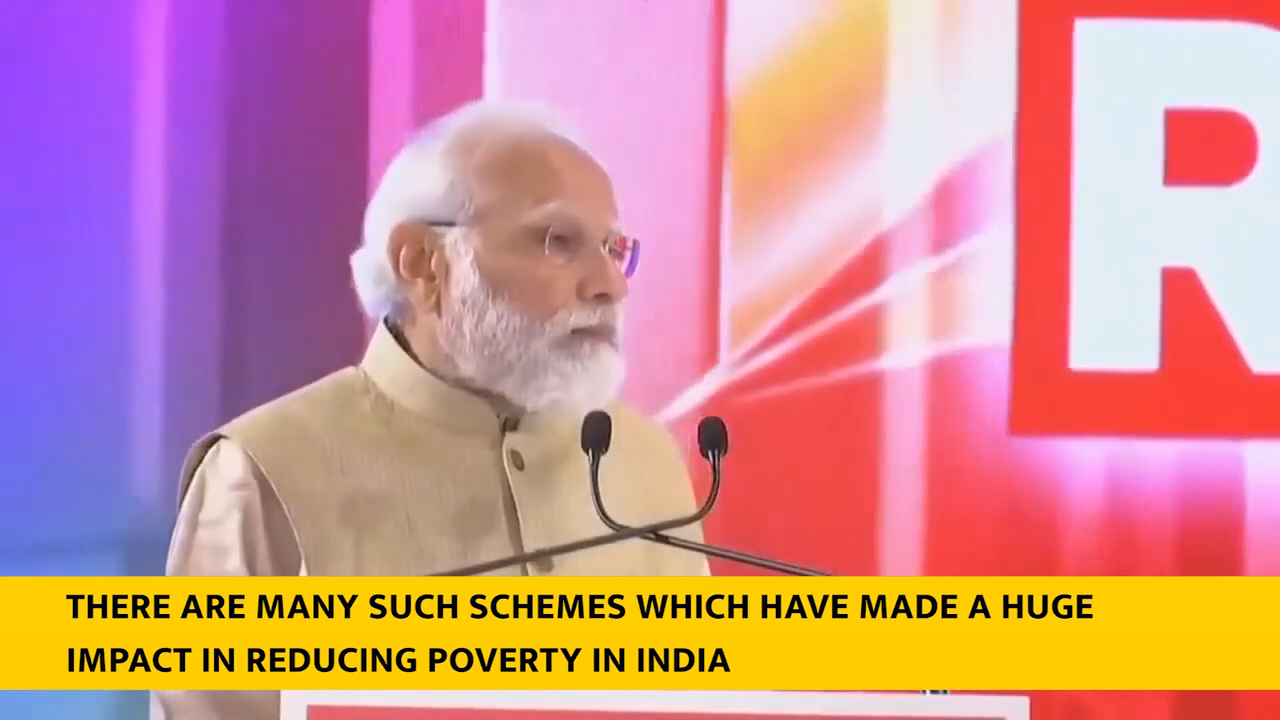 R
THERE ARE MANY SUCH SCHEMES WHICH HAVE MADE A HUGE
IMPACT IN REDUCING POVERTY IN INDIA